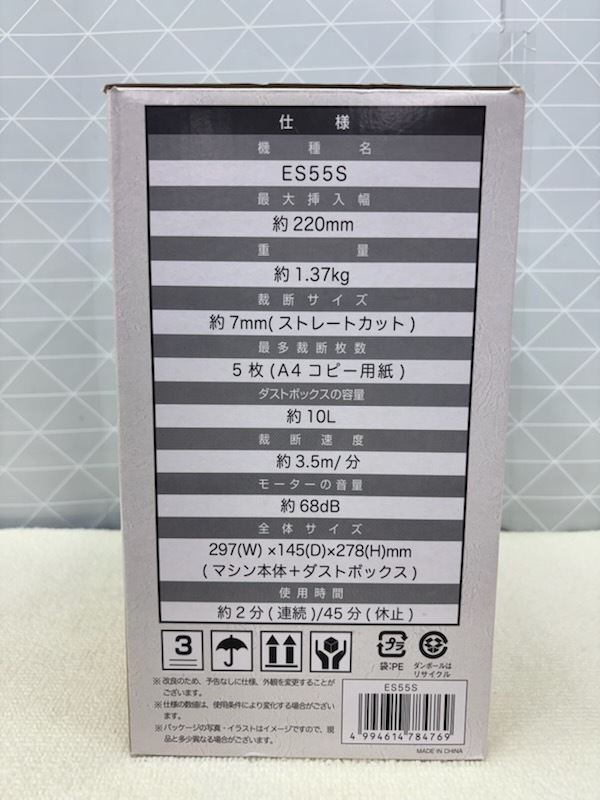 仕様
機種名
ES55S
最大挿入幅
約220mm
重量
約1.37kg
裁断サイズ
約7mm(ストレートカット)
最多裁断枚数
5枚(A4コピー用紙)
ダストボックスの容量
約10L
裁断速度
約3.5m/分
モーターの音量
約68dB
全体サイズ
297(W)×145(D)×278(H)mm
(マシン本体+ダストボックス)
使用時間
約2分(連続)/45分(休止)
3
プラ
袋:PE
ダンボールは
リサイクル
※改良のため、予告なしに仕様、外観を変更することが
ございます。
※仕様の数値は、使用条件により変化する場合がござい
ます。
※パッケージの写真・イラストはイメージですので、現
品と多少異なる場合がございます。
ES55S
4 994614 784769
MADE IN CHINA